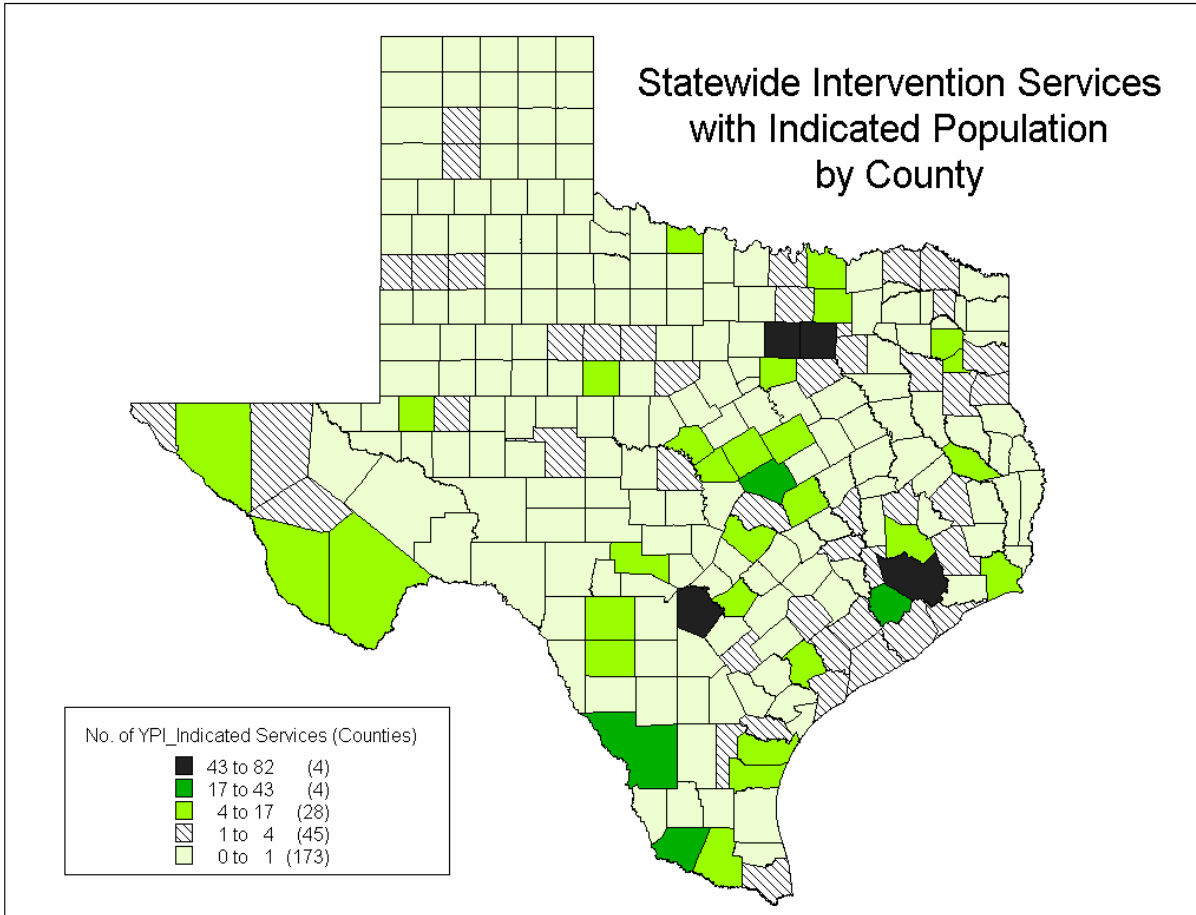 Statewide Intervention Services
with Indicated Population
by County
No. of YPI_Indicated Services (Counties)
43 to 82 (4)
17 to 43 (4)
4 to 17 (28)
1 to 4 (45)
0 to 1 (173)